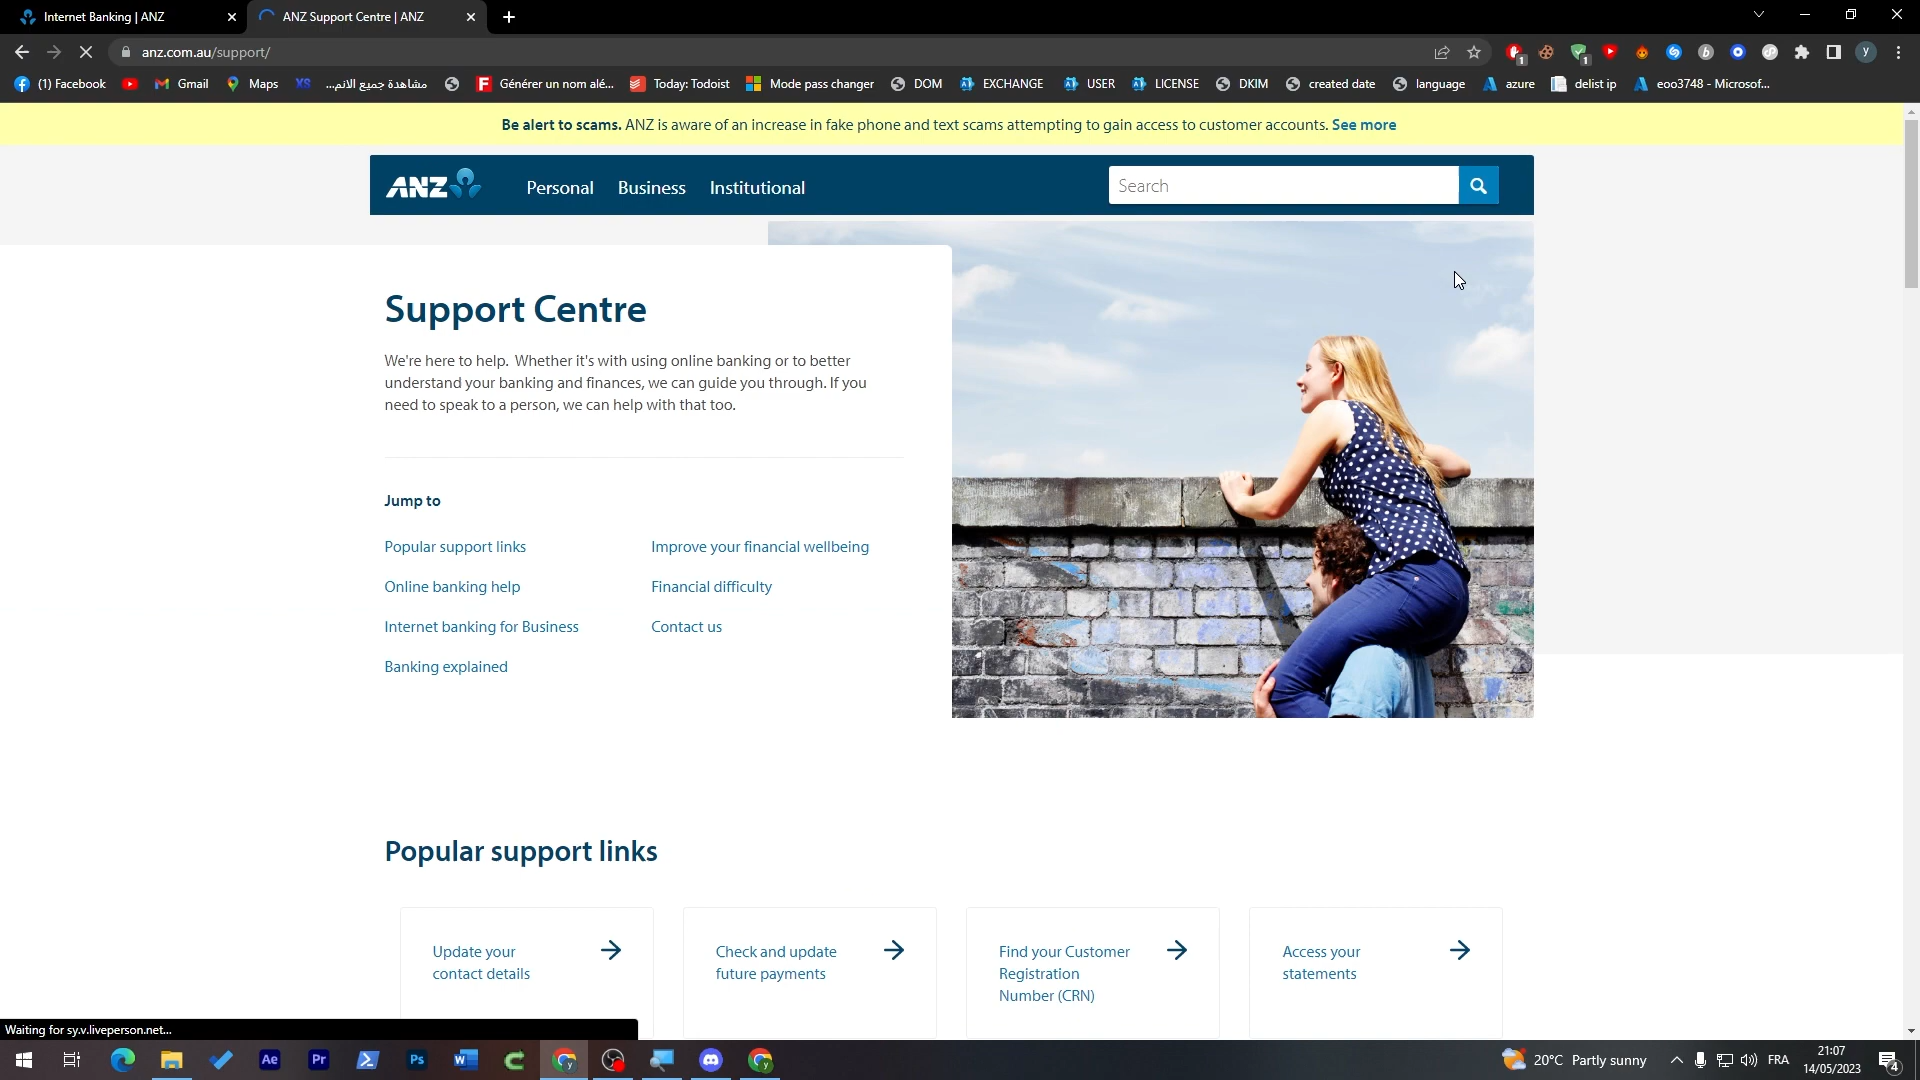 Internet Banking | ANZ
ANZ Support Centre | ANZ
anz.com.au/support/
1
1
b
y
(1) Facebook
Gmail
Maps
XS
مشاهدة جميع الانم...
F
Générer un nom alé...
Today: Todoist
Mode pass changer
DOM
EXCHANGE
USER
LICENSE
DKIM
created date
language
azure
delist ip
eoo3748 - Microsof...
Be alert to scams. ANZ is aware of an increase in fake phone and text scams attempting to gain access to customer accounts. See more
ANZ
Personal
Business
Institutional
Search
Support Centre
We're here to help. Whether it's with using online banking or to better
understand your banking and finances, we can guide you through. If you
need to speak to a person, we can help with that too.
Jump to
Popular support links
Improve your financial wellbeing
Online banking help
Financial difficulty
Internet banking for Business
Contact us
Banking explained
Popular support links
Update your
contact details
Check and update
future payments
Find your Customer
Registration
Number (CRN)
Access your
statements
Waiting for sy.v.liveperson.net...
Ae
Pr
Ps
W
20°C Partly sunny
FRA
21:07
14/05/2023
4